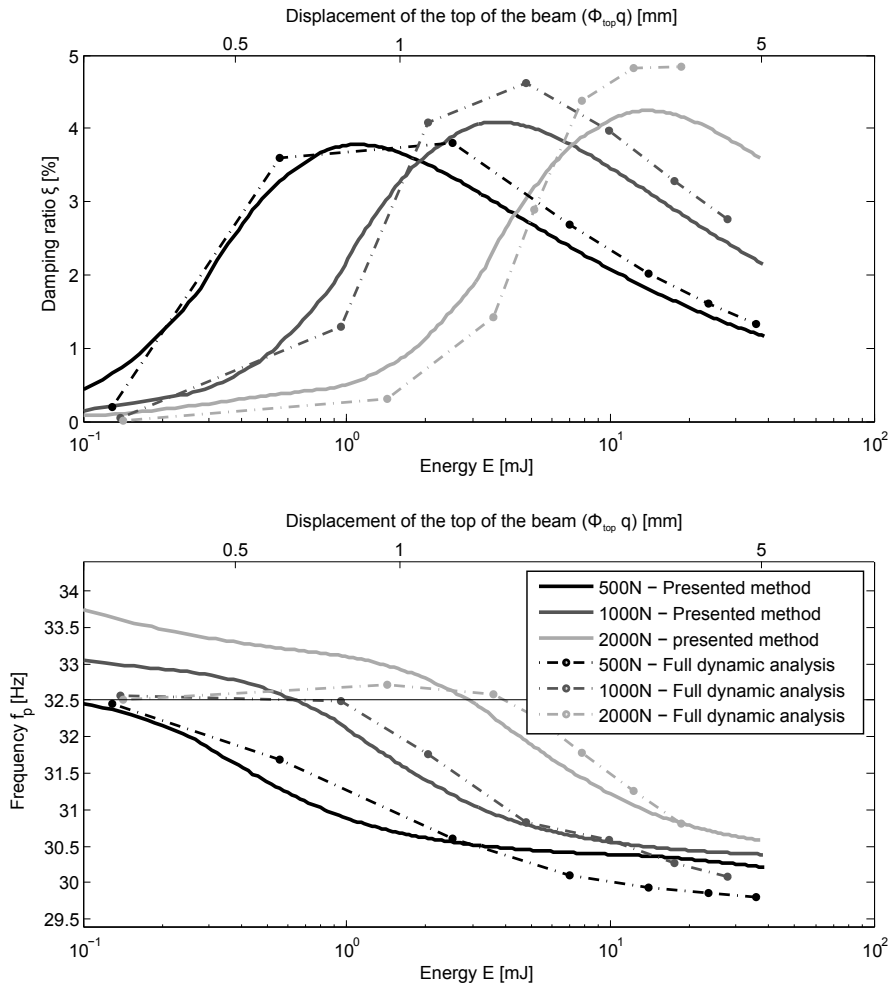 Displacement of the top of the beam (Φtop q) [mm]
0.5 1 5
5
4
3
2
1
0
Damping ratio ξ [%]
10⁻¹ 10⁰ 10¹ 10²
Energy E [mJ]
Displacement of the top of the beam (Φtop q) [mm]
0.5 1 5
34
33.5
33
32.5
32
31.5
31
30.5
30
29.5
Frequency fp [Hz]
500N − Presented method
1000N − Presented method
2000N − presented method
500N − Full dynamic analysis
1000N − Full dynamic analysis
2000N − Full dynamic analysis
10⁻¹ 10⁰ 10¹ 10²
Energy E [mJ]